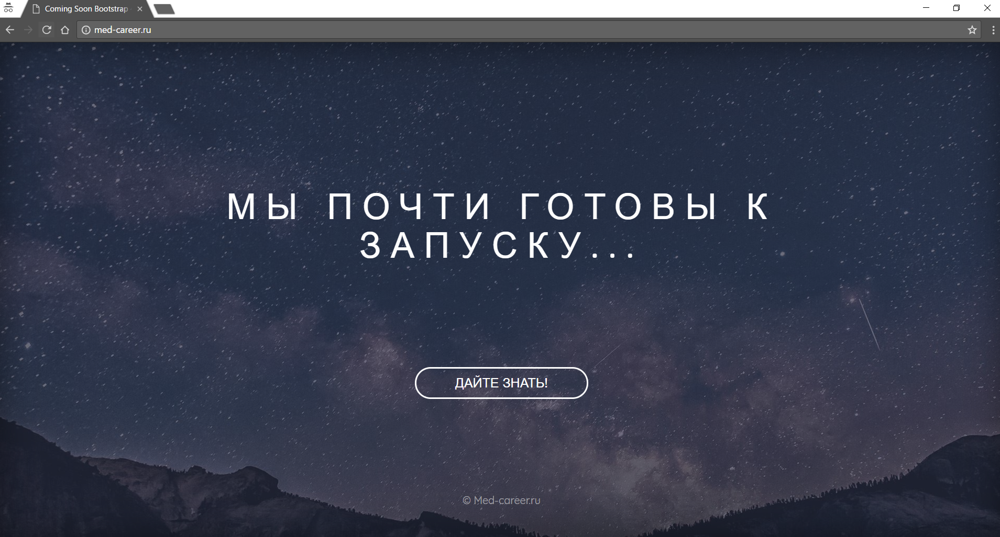 Coming Soon Bootstrap
med-career.ru
МЫ ПОЧТИ ГОТОВЫ К
ЗАПУСКУ...
ДАЙТЕ ЗНАТЬ!
© Med-career.ru